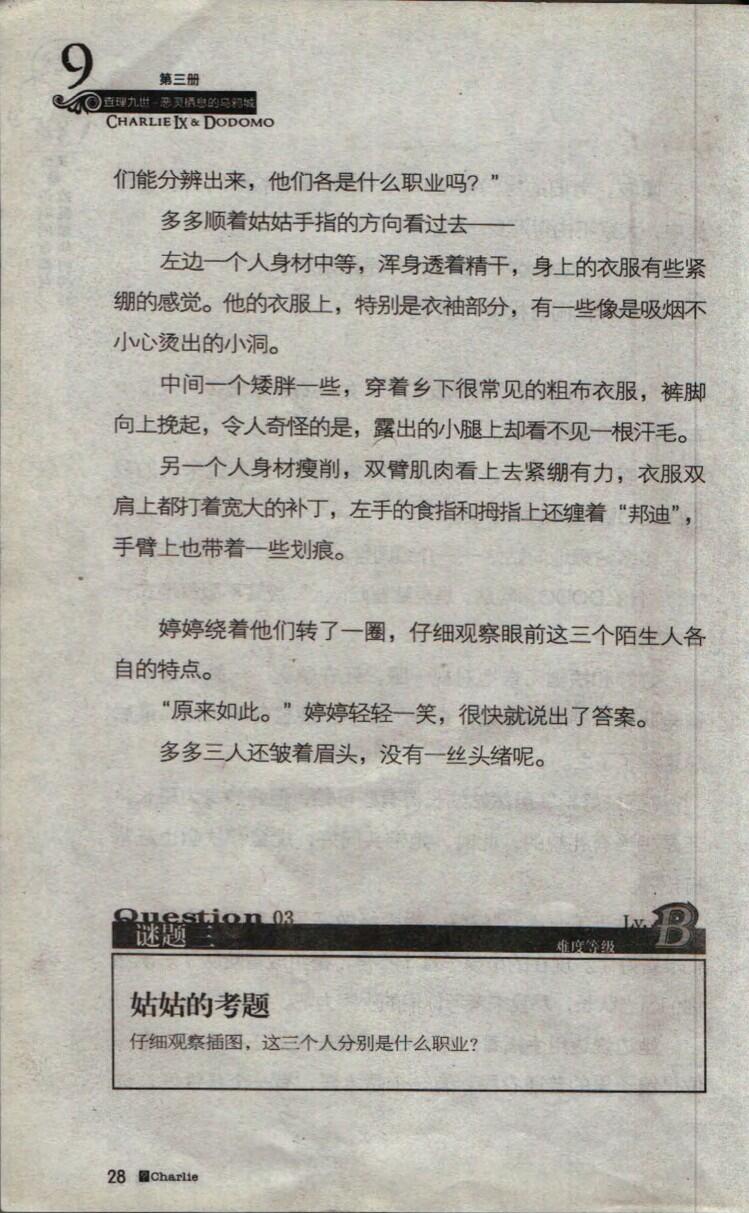 9
第三册
查理九世·恶灵栖息的乌鸦城
CHARLIE IX & DODOMO
们能分辨出来，他们各是什么职业吗？”
多多顺着姑姑手指的方向看过去——
左边一个人身材中等，浑身透着精干，身上的衣服有些紧
绷的感觉。他的衣服上，特别是衣袖部分，有一些像是吸烟不
小心烫出的小洞。
中间一个矮胖一些，穿着乡下很常见的粗布衣服，裤脚
向上挽起，令人奇怪的是，露出的小腿上却看不见一根汗毛。
另一个人身材瘦削，双臂肌肉看上去紧绷有力，衣服双
肩上都打着宽大的补丁，左手的食指和拇指上还缠着“邦迪”，
手臂上也带着一些划痕。
婷婷绕着他们转了一圈，仔细观察眼前这三个陌生人各
自的特点。
“原来如此。”婷婷轻轻一笑，很快就说出了答案。
多多三人还皱着眉头，没有一丝头绪呢。
Question 03
谜题三
Lv. B
难度等级
姑姑的考题
仔细观察插图，这三个人分别是什么职业？
28 Charlie